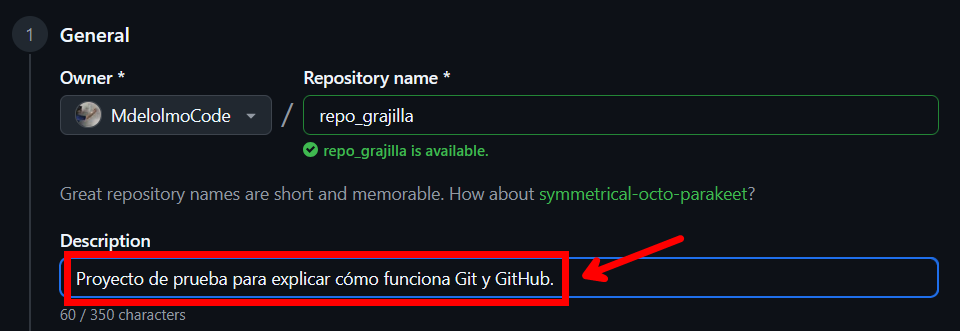 1 General
Owner * Repository name *
MdelolmoCode / repo_grajilla
repo_grajilla is available.
Great repository names are short and memorable. How about symmetrical-octo-parakeet?
Description
Proyecto de prueba para explicar cómo funciona Git y GitHub.
60 / 350 characters